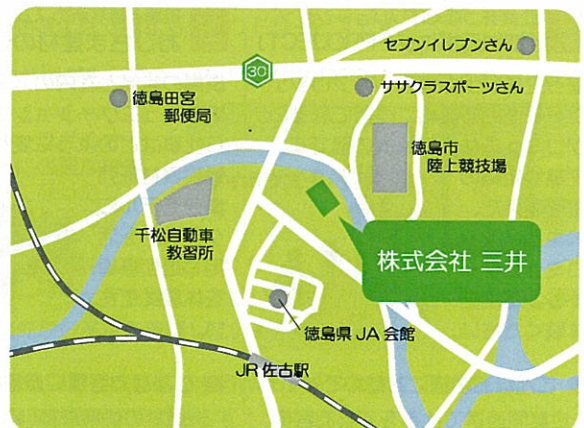 セブンイレブンさん
30
ササクラスポーツさん
徳島田宮
郵便局
徳島市
陸上競技場
千松自動車
教習所
株式会社 三井
徳島県 JA 会館
JR 佐古駅